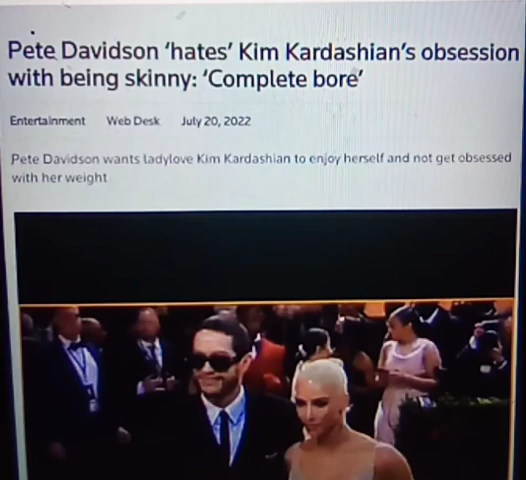 Pete Davidson 'hates' Kim Kardashian's obsession
with being skinny: 'Complete bore'
Entertainment Web Desk July 20, 2022
Pete Davidson wants ladylove Kim Kardashian to enjoy herself and not get obsessed
with her weight